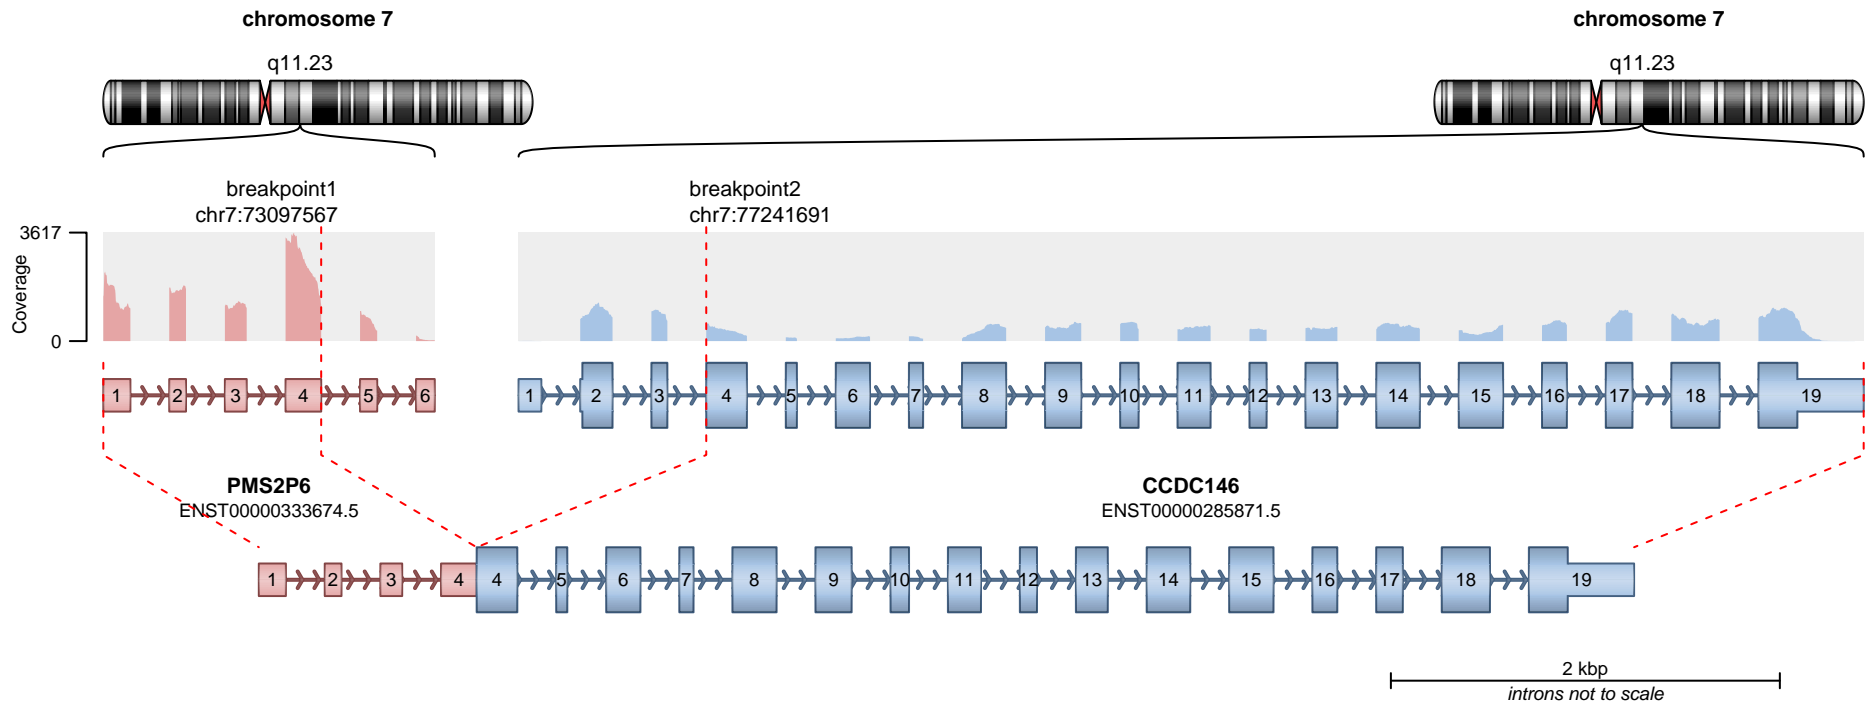 chromosome 7
chromosome 7
q11.23
q11.23
breakpoint1
chr7:73097567
breakpoint2
chr7:77241691
3617
Coverage
0
1 2 3 4 5 6
1 2 3 4 5 6 7 8 9 10 11 12 13 14 15 16 17 18 19
PMS2P6
ENST00000333674.5
CCDC146
ENST00000285871.5
1 2 3 4 4 5 6 7 8 9 10 11 12 13 14 15 16 17 18 19
2 kbp
introns not to scale